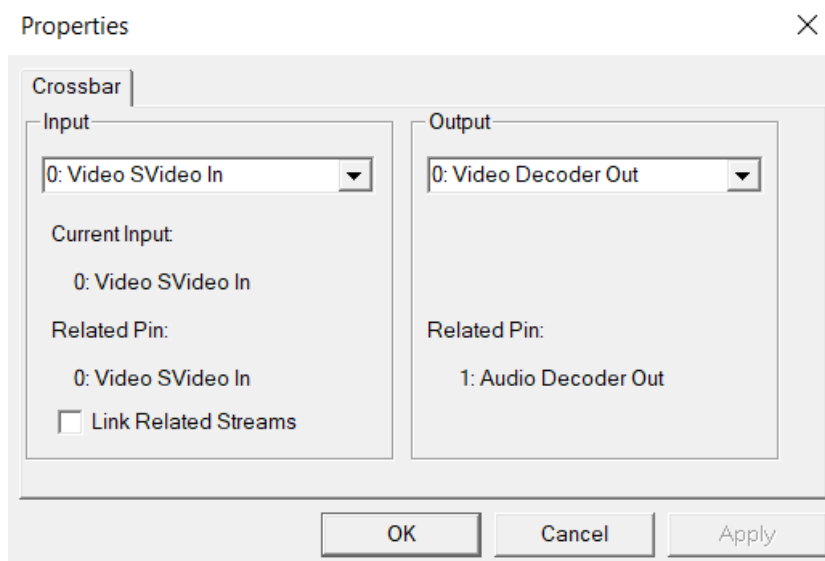 Properties
Crossbar
Input
0: Video SVideo In
Current Input:
0: Video SVideo In
Related Pin:
0: Video SVideo In
Link Related Streams
Output
0: Video Decoder Out
Related Pin:
1: Audio Decoder Out
OK
Cancel
Apply